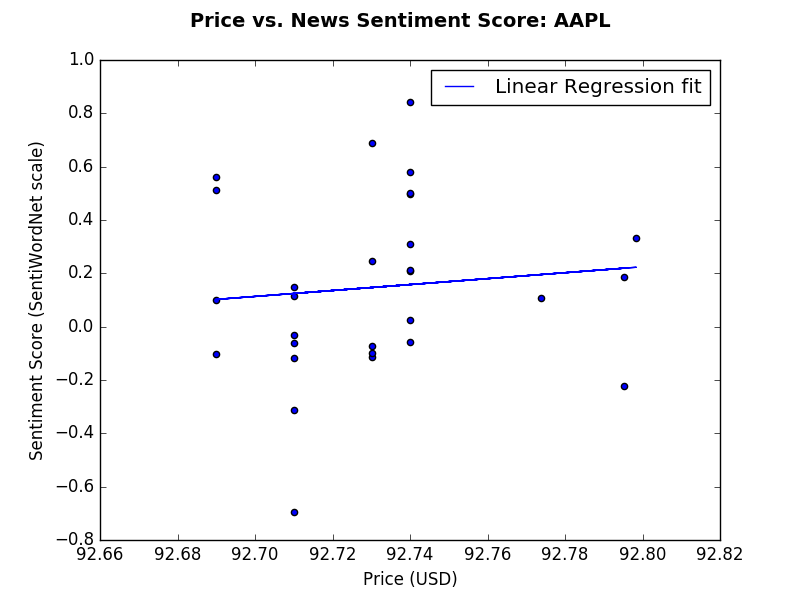 Price vs. News Sentiment Score: AAPL
Linear Regression fit
Sentiment Score (SentiWordNet scale)
1.0
0.8
0.6
0.4
0.2
0.0
−0.2
−0.4
−0.6
−0.8
92.66 92.68 92.70 92.72 92.74 92.76 92.78 92.80 92.82
Price (USD)